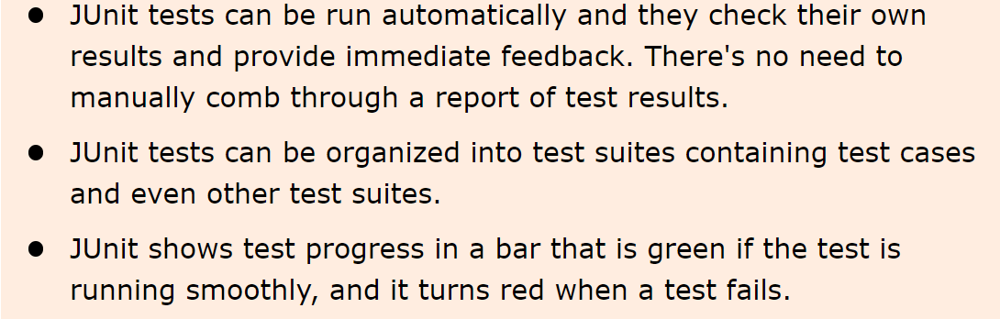 ● JUnit tests can be run automatically and they check their own
results and provide immediate feedback. There's no need to
manually comb through a report of test results.
● JUnit tests can be organized into test suites containing test cases
and even other test suites.
● JUnit shows test progress in a bar that is green if the test is
running smoothly, and it turns red when a test fails.